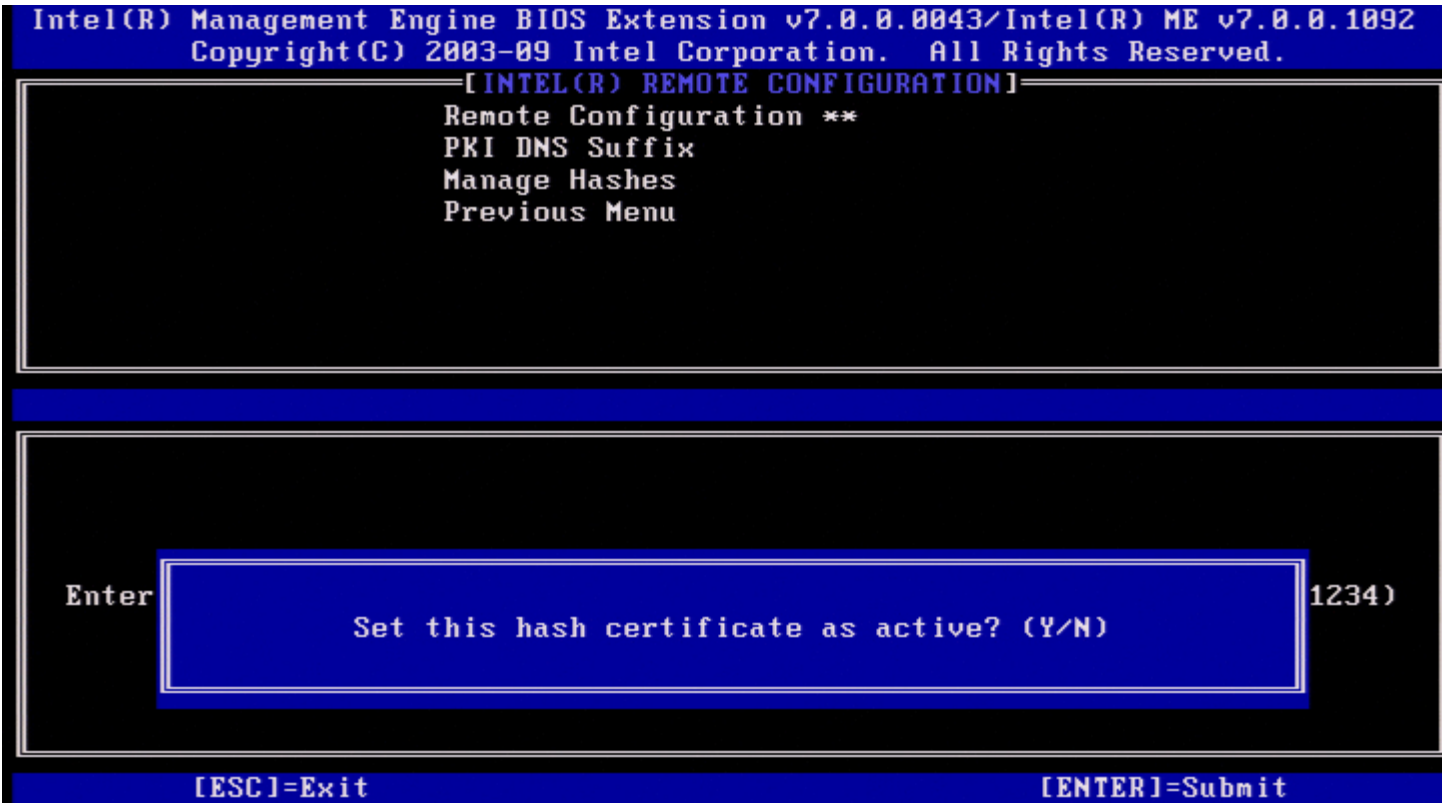 Intel(R) Management Engine BIOS Extension v7.0.0.0043/Intel(R) ME v7.0.0.1092
Copyright(C) 2003-09 Intel Corporation. All Rights Reserved.
[INTEL(R) REMOTE CONFIGURATION]
Remote Configuration **
PKI DNS Suffix
Manage Hashes
Previous Menu
Enter 1234)
Set this hash certificate as active? (Y/N)
[ESC]=Exit [ENTER]=Submit